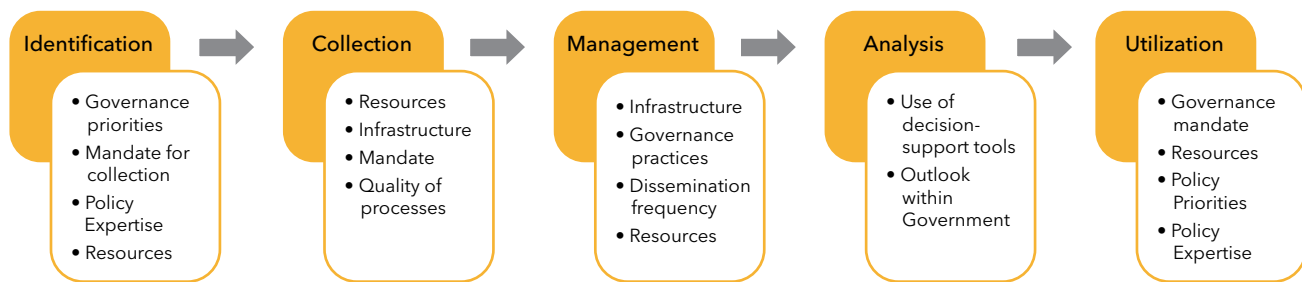 Identification
• Governance
priorities
• Mandate for
collection
• Policy
Expertise
• Resources
Collection
• Resources
• Infrastructure
• Mandate
• Quality of
processes
Management
• Infrastructure
• Governance
practices
• Dissemination
frequency
• Resources
Analysis
• Use of
decision-
support tools
• Outlook
within
Government
Utilization
• Governance
mandate
• Resources
• Policy
Priorities
• Policy
Expertise